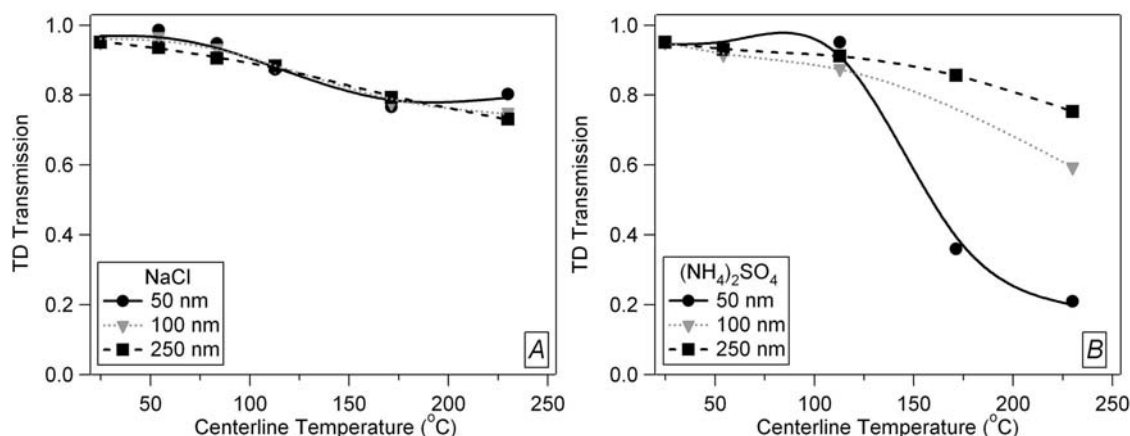 1.0
0.8
0.6
0.4
0.2
0.0
TD Transmission
NaCl
50 nm
100 nm
250 nm
A
50 100 150 200 250
Centerline Temperature (°C)
1.0
0.8
0.6
0.4
0.2
0.0
TD Transmission
(NH₄)₂SO₄
50 nm
100 nm
250 nm
B
50 100 150 200 250
Centerline Temperature (°C)